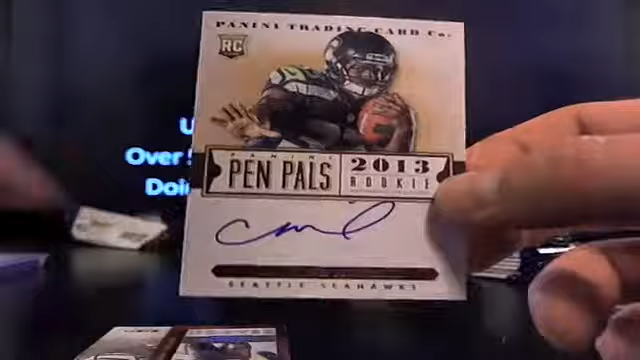 PANINI TRADING CARD Co.
RC
U
Over
Doi
PANINI
PEN PALS
2013
ROOKIE
SEATTLE SEAHAWKS